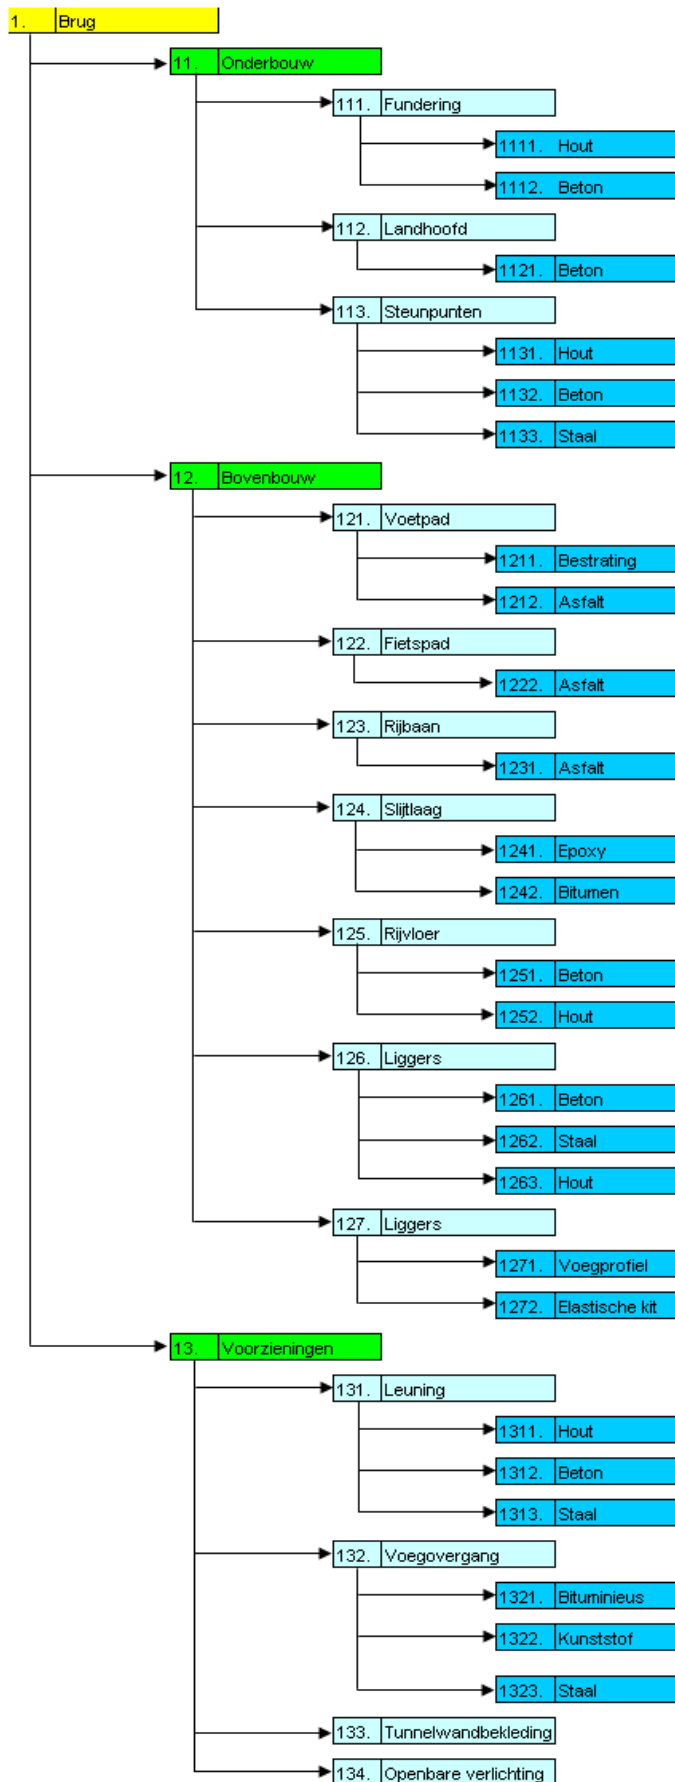 1. Brug
11. Onderbouw
111. Fundering
1111. Hout
1112. Beton
112. Landhoofd
1121. Beton
113. Steunpunten
1131. Hout
1132. Beton
1133. Staal
12. Bovenbouw
121. Voetpad
1211. Bestrating
1212. Asfalt
122. Fietspad
1222. Asfalt
123. Rijbaan
1231. Asfalt
124. Slijtlaag
1241. Epoxy
1242. Bitumen
125. Rijvloer
1251. Beton
1252. Hout
126. Liggers
1261. Beton
1262. Staal
1263. Hout
127. Liggers
1271. Voegprofiel
1272. Elastische kit
13. Voorzieningen
131. Leuning
1311. Hout
1312. Beton
1313. Staal
132. Voegovergang
1321. Bituminieus
1322. Kunststof
1323. Staal
133. Tunnelwandbekleding
134. Openbare verlichting